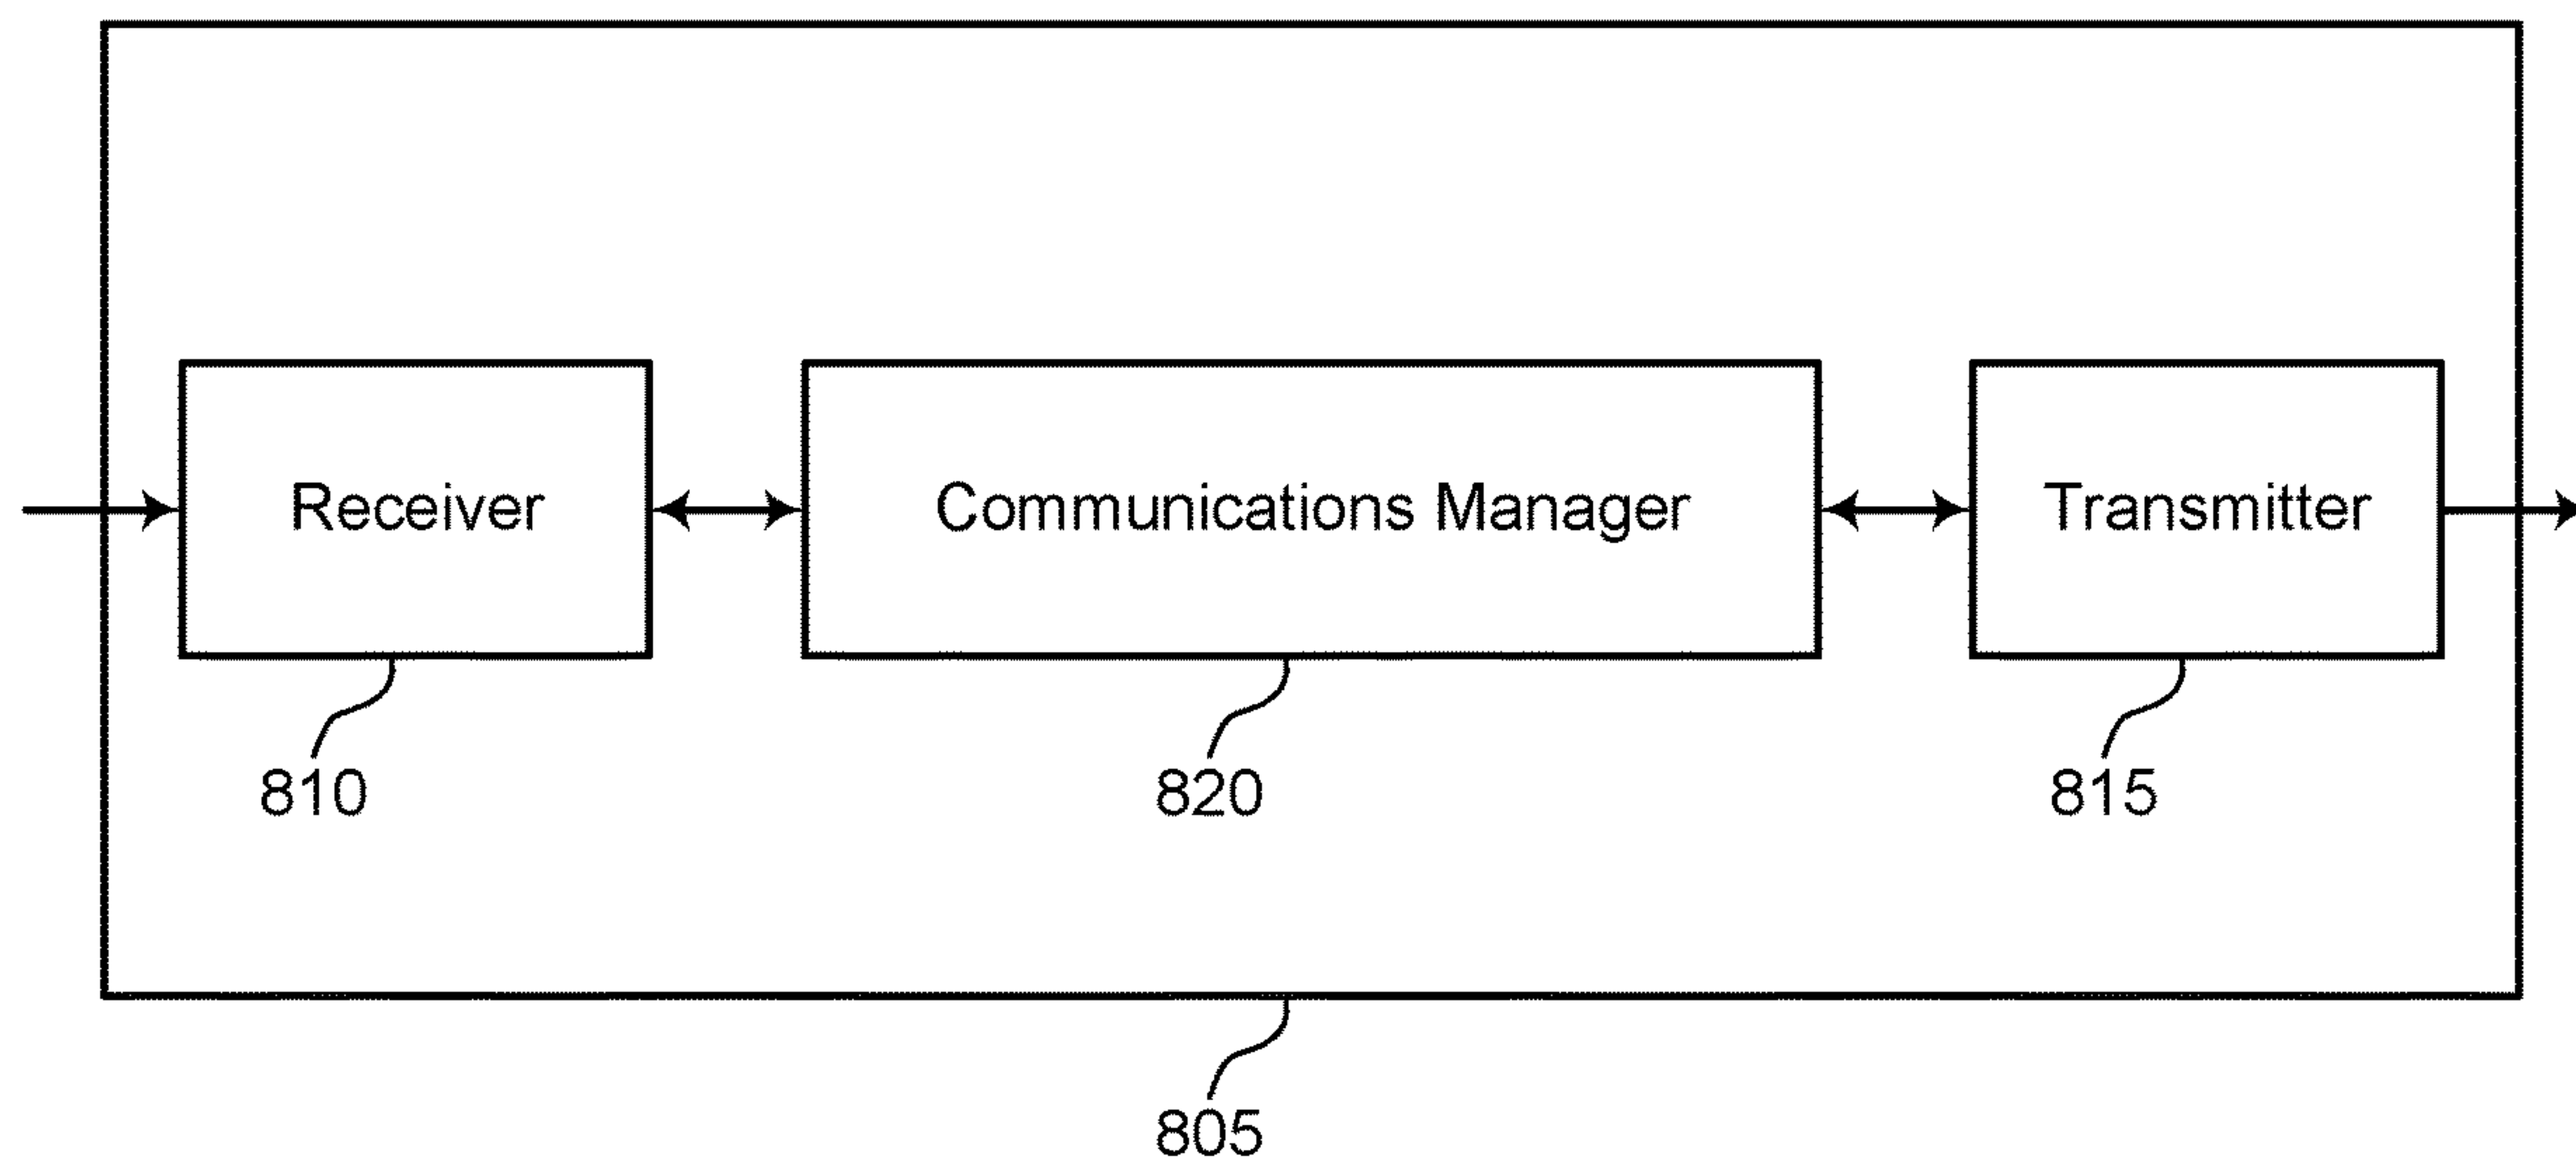 Receiver
Communications Manager
Transmitter
810
820
815
805